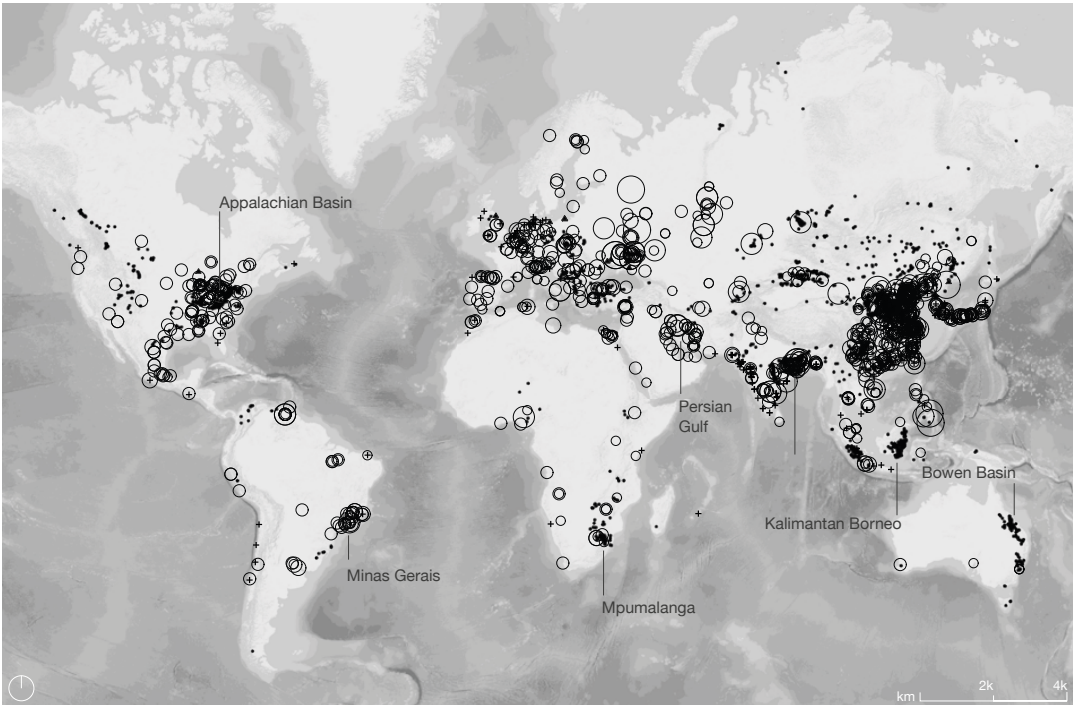 Appalachian Basin
Persian
Gulf
Bowen Basin
Kalimantan Borneo
Minas Gerais
Mpumalanga
2k
4k
km